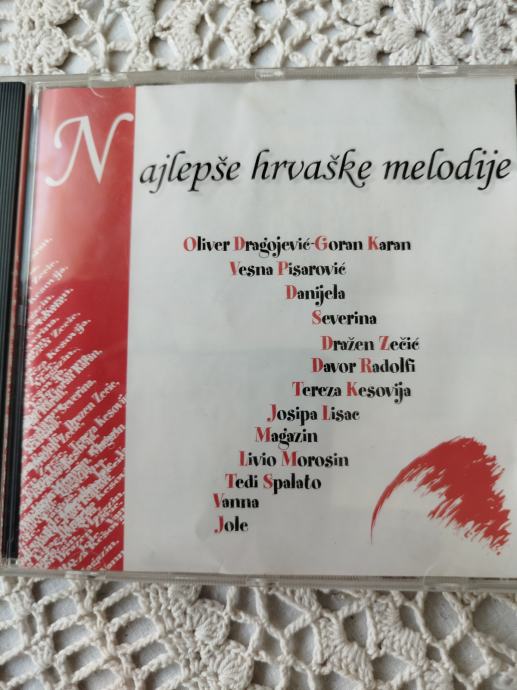 Najlepše hrvaške melodije
Oliver Dragojević-Goran Karan
Vesna Pisarović
Danijela
Severina
Dražen Zečić
Davor Radolfi
Tereza Kesovija
Josipa Lisac
Magazin
Livio Morosin
Tedi Spalato
Vanna
Jole